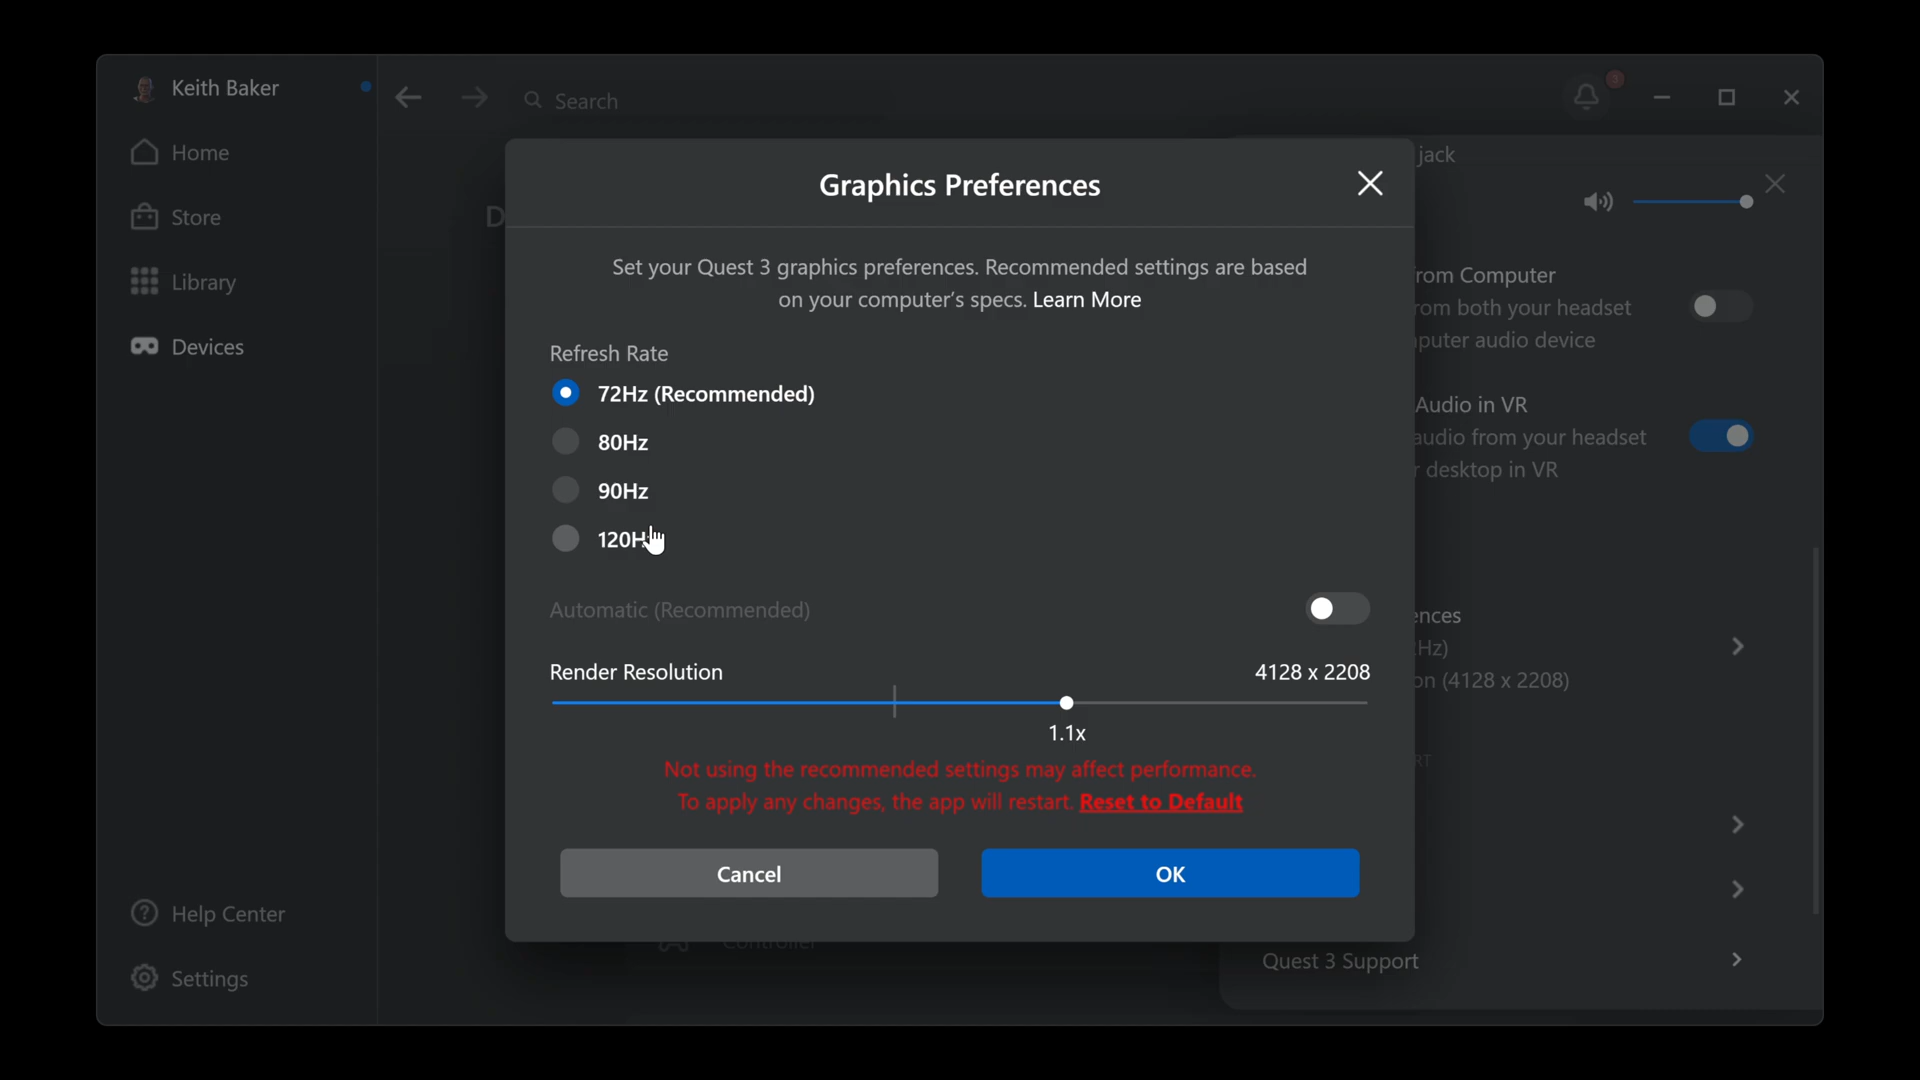 Keith Baker
Home
Store
Library
Devices
Help Center
Settings
Search
3
D
Graphics Preferences
Set your Quest 3 graphics preferences. Recommended settings are based
on your computer's specs. Learn More
Refresh Rate
72Hz (Recommended)
80Hz
90Hz
120H
Automatic (Recommended)
Render Resolution
4128 x 2208
1.1x
Not using the recommended settings may affect performance.
To apply any changes, the app will restart. Reset to Default
Cancel
OK
Controller
jack
rom Computer
rom both your headset
puter audio device
Audio in VR
audio from your headset
r desktop in VR
ences
Hz)
on (4128 x 2208)
RT
Quest 3 Support